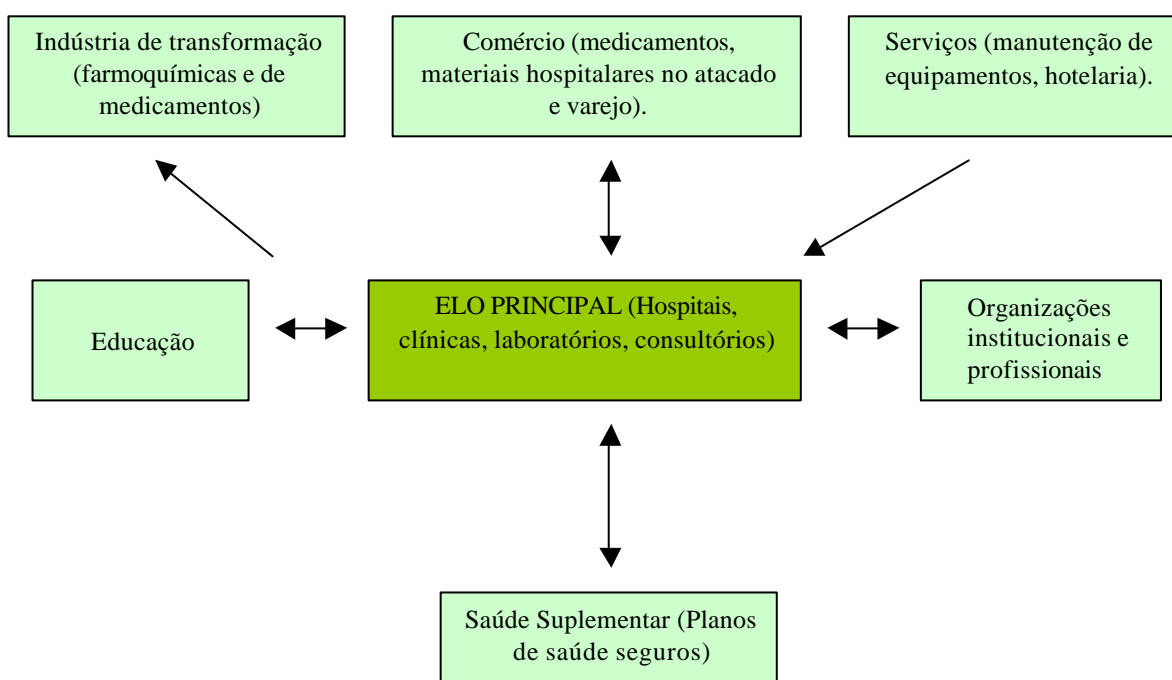 Indústria de transformação
(farmoquímicas e de
medicamentos)
Comércio (medicamentos,
materiais hospitalares no atacado
e varejo).
Serviços (manutenção de
equipamentos, hotelaria).
Educação
ELO PRINCIPAL (Hospitais,
clínicas, laboratórios, consultórios)
Organizações
institucionais e
profissionais
Saúde Suplementar (Planos
de saúde seguros)